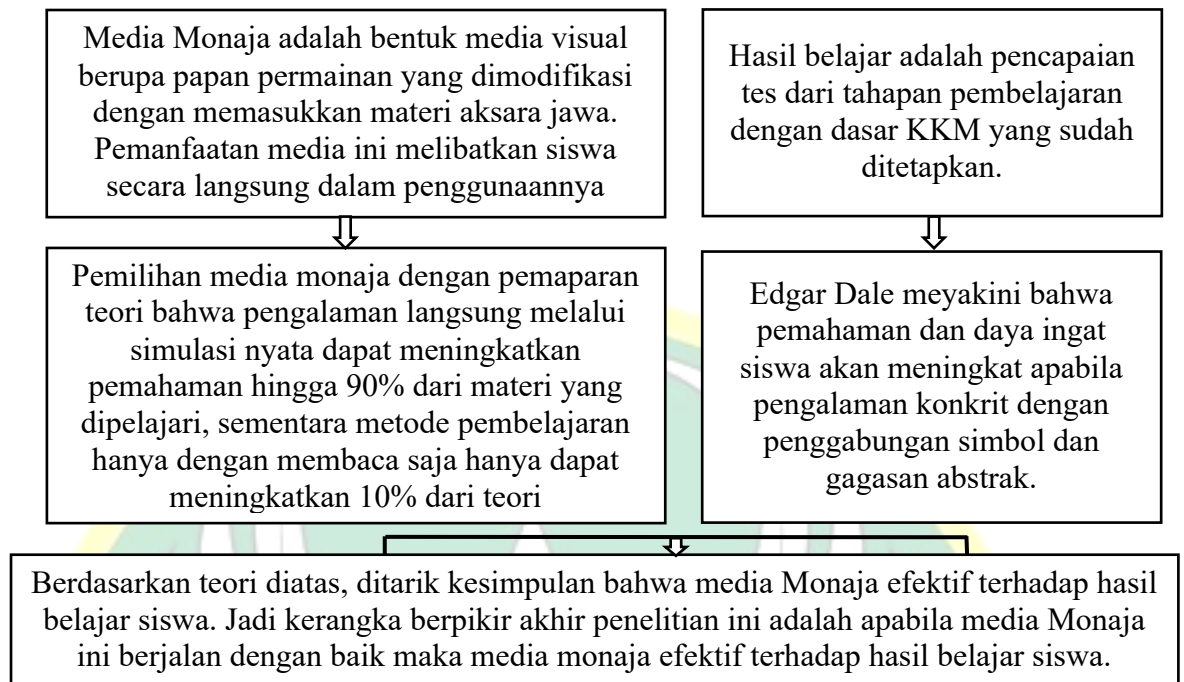 Media Monaja adalah bentuk media visual
berupa papan permainan yang dimodifikasi
dengan memasukkan materi aksara jawa.
Pemanfaatan media ini melibatkan siswa
secara langsung dalam penggunaannya
Hasil belajar adalah pencapaian
tes dari tahapan pembelajaran
dengan dasar KKM yang sudah
ditetapkan.
Pemilihan media monaja dengan pemaparan
teori bahwa pengalaman langsung melalui
simulasi nyata dapat meningkatkan
pemahaman hingga 90% dari materi yang
dipelajari, sementara metode pembelajaran
hanya dengan membaca saja hanya dapat
meningkatkan 10% dari teori
Edgar Dale meyakini bahwa
pemahaman dan daya ingat
siswa akan meningkat apabila
pengalaman konkrit dengan
penggabungan simbol dan
gagasan abstrak.
Berdasarkan teori diatas, ditarik kesimpulan bahwa media Monaja efektif terhadap hasil
belajar siswa. Jadi kerangka berpikir akhir penelitian ini adalah apabila media Monaja
ini berjalan dengan baik maka media monaja efektif terhadap hasil belajar siswa.